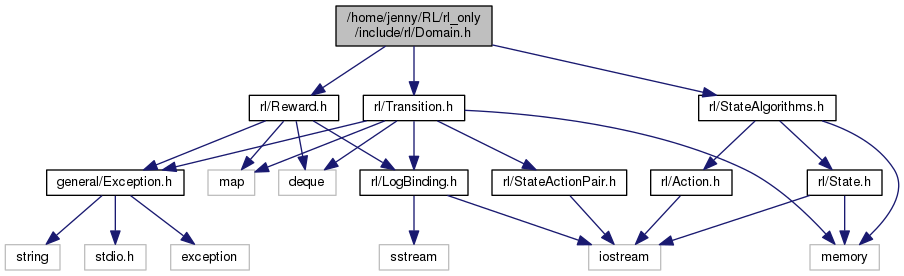 /home/jenny/RL/rl_only
/include/rl/Domain.h
rl/Reward.h
rl/Transition.h
rl/StateAlgorithms.h
general/Exception.h
map
deque
rl/LogBinding.h
rl/StateActionPair.h
rl/Action.h
rl/State.h
string
stdio.h
exception
sstream
iostream
memory